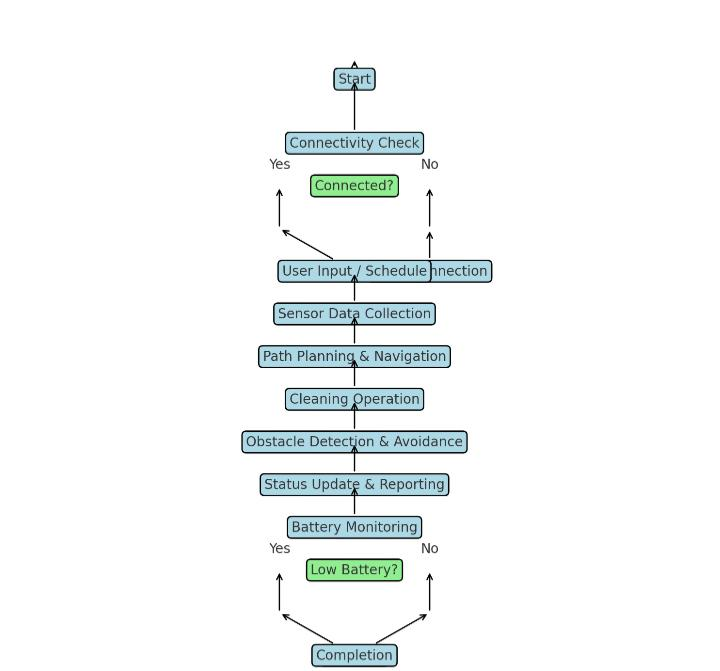 Start
Connectivity Check
Yes No
Connected?
User Input / Schedule
Sensor Data Collection
Path Planning & Navigation
Cleaning Operation
Obstacle Detection & Avoidance
Status Update & Reporting
Battery Monitoring
Yes No
Low Battery?
Completion